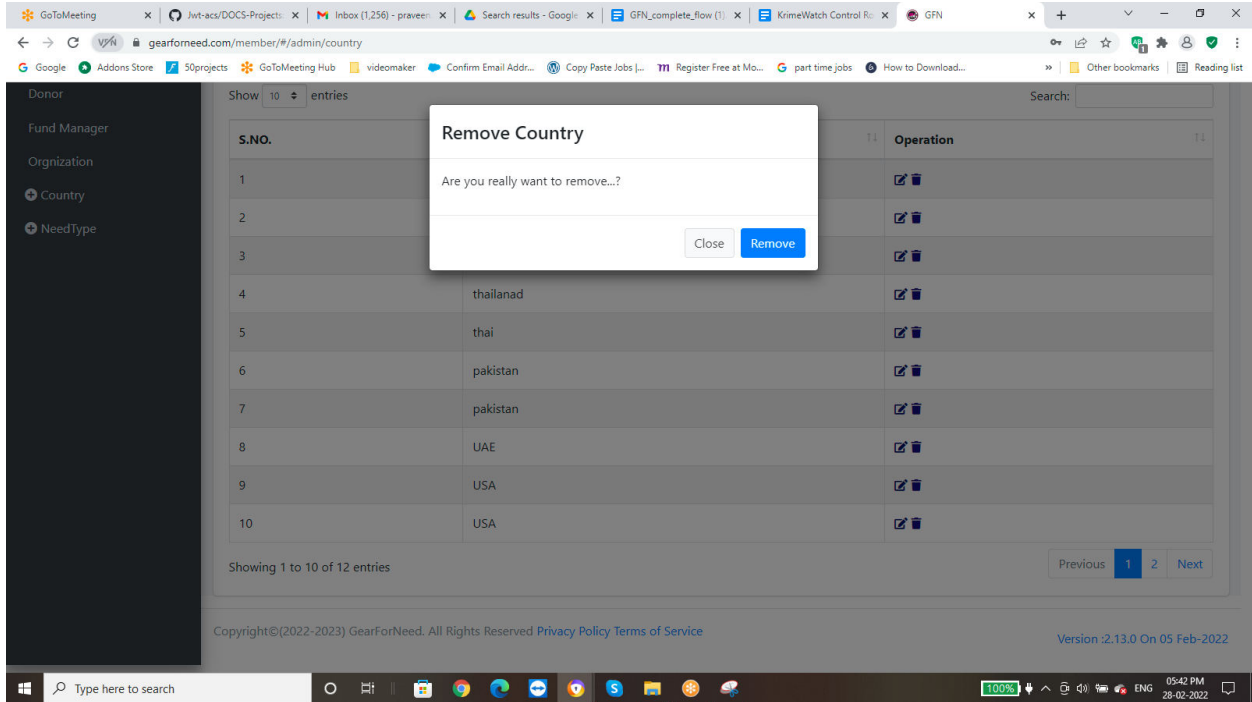 GoToMeeting Jwt-acs/DOCS-Projects: Inbox (1,256) - praveen Search results - Google GFN_complete_flow (1) KrimeWatch Control Ro GFN
VPN gearforneed.com/member/#/admin/country
Google Addons Store 50projects GoToMeeting Hub videomaker Confirm Email Addr... Copy Paste Jobs |... Register Free at Mo... part time jobs How to Download... » Other bookmarks Reading list
Donor
Fund Manager
Orgnization
Country
NeedType
Show 10 entries Search:
Remove Country
Are you really want to remove...?
Close Remove
S.NO. Operation
1
2
3
4 thailanad
5 thai
6 pakistan
7 pakistan
8 UAE
9 USA
10 USA
Showing 1 to 10 of 12 entries Previous 1 2 Next
Copyright©(2022-2023) GearForNeed. All Rights Reserved Privacy Policy Terms of Service
Version :2.13.0 On 05 Feb-2022
Type here to search 100% ENG 05:42 PM
28-02-2022